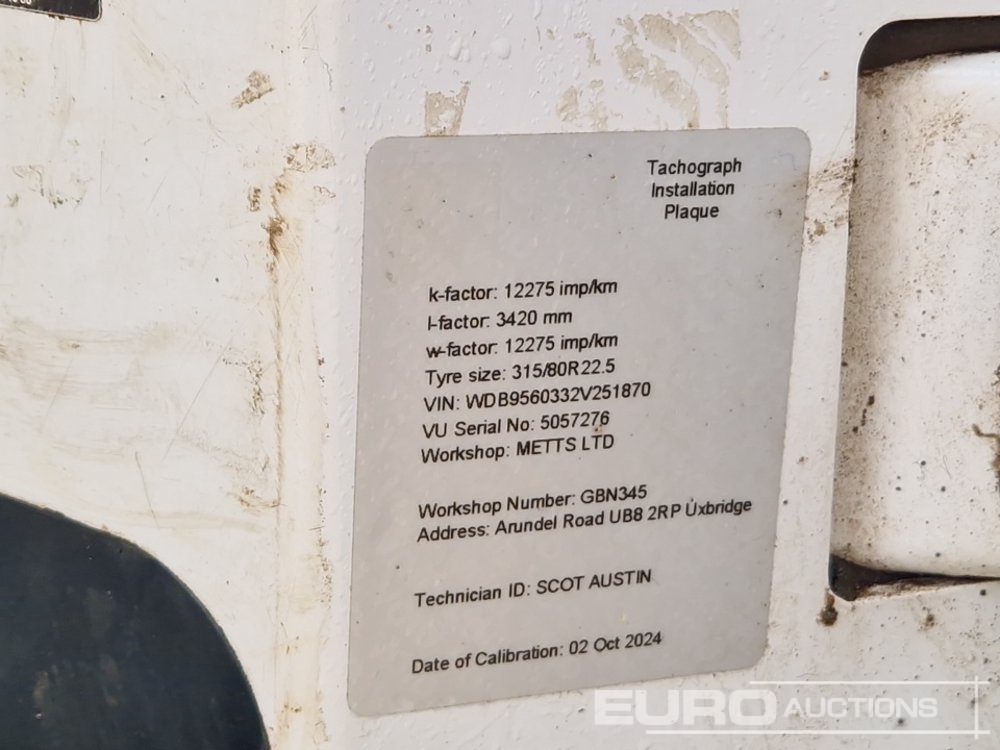 Tachograph
Installation
Plaque
k-factor: 12275 imp/km
l-factor: 3420 mm
w-factor: 12275 imp/km
Tyre size: 315/80R22.5
VIN: WDB9560332V251870
VU Serial No: 5057276
Workshop: METTS LTD
Workshop Number: GBN345
Address: Arundel Road UB8 2RP Uxbridge
Technician ID: SCOT AUSTIN
Date of Calibration: 02 Oct 2024
EURO AUCTIONS